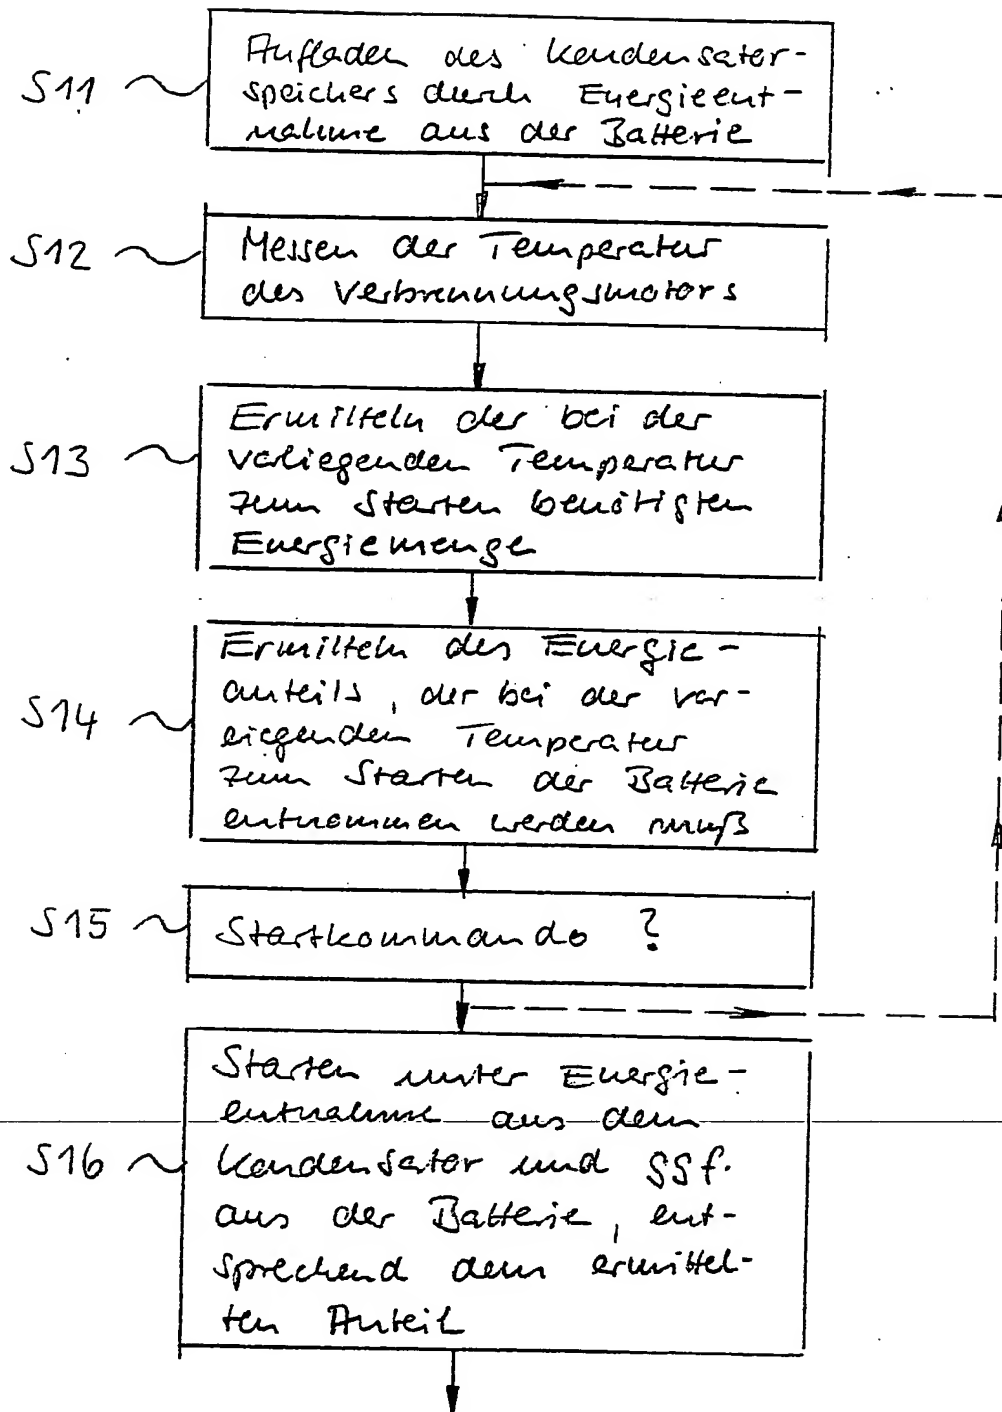 S11
Aufladen des Kondensator-
speichers durch Energieent-
nahme aus der Batterie
S12
Messen der Temperatur
des Verbrennungsmotors
S13
Ermitteln der bei der
vorliegenden Temperatur
zum Starten benötigten
Energiemenge
S14
Ermitteln des Energie-
anteils, der bei der vor-
liegenden Temperatur
zum Starten der Batterie
entnommen werden muß
S15
Startkommando ?
S16
Starten unter Energie-
entnahme aus dem
Kondensator und ggf.
aus der Batterie, ent-
sprechend dem ermittel-
ten Anteil